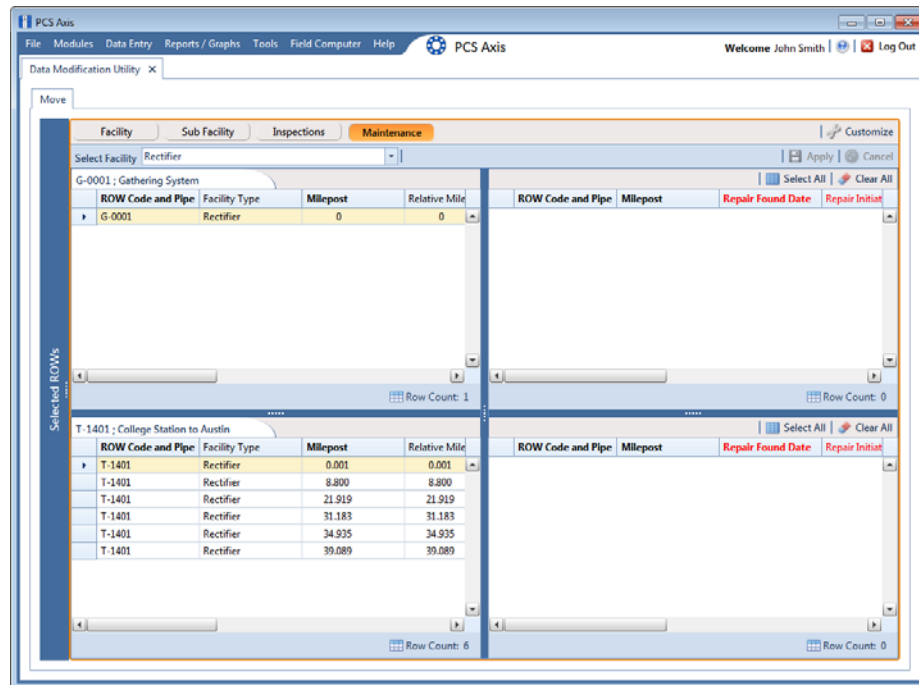 PCS Axis
File Modules Data Entry Reports / Graphs Tools Field Computer Help PCS Axis Welcome John Smith Log Out
Data Modification Utility
Move
Facility Sub Facility Inspections Maintenance Customize
Select Facility Rectifier Apply Cancel
G-0001 ; Gathering System Select All Clear All
ROW Code and Pipe Facility Type Milepost Relative Mile ROW Code and Pipe Milepost Repair Found Date Repair Initiat
G-0001 Rectifier 0 0
Selected ROWs
Row Count: 1 Row Count: 0
T-1401 ; College Station to Austin Select All Clear All
ROW Code and Pipe Facility Type Milepost Relative Mile ROW Code and Pipe Milepost Repair Found Date Repair Initiat
T-1401 Rectifier 0.001 0.001
T-1401 Rectifier 8.800 8.800
T-1401 Rectifier 21.919 21.919
T-1401 Rectifier 31.183 31.183
T-1401 Rectifier 34.935 34.935
T-1401 Rectifier 39.089 39.089
Row Count: 6 Row Count: 0